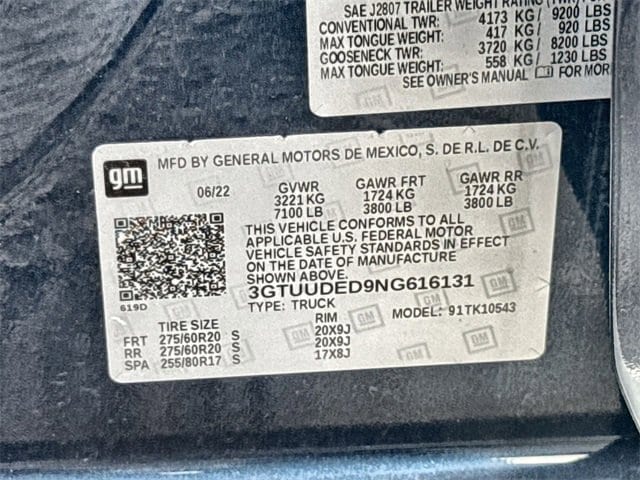 SAE J2807 TRAILER WEIGHT RATING (TWR)
CONVENTIONAL TWR: 4173 KG / 9200 LBS
MAX TONGUE WEIGHT: 417 KG / 920 LBS
GOOSENECK TWR: 3720 KG / 8200 LBS
MAX TONGUE WEIGHT: 558 KG / 1230 LBS
SEE OWNER'S MANUAL FOR MOR
gm MFD BY GENERAL MOTORS DE MEXICO, S. DE R.L. DE C.V.
06/22 GVWR GAWR FRT GAWR RR
3221 KG 1724 KG 1724 KG
7100 LB 3800 LB 3800 LB
THIS VEHICLE CONFORMS TO ALL
APPLICABLE U.S. FEDERAL MOTOR
VEHICLE SAFETY STANDARDS IN EFFECT
ON THE DATE OF MANUFACTURE
SHOWN ABOVE.
619D
3GTUUDED9NG616131
TYPE: TRUCK MODEL: 91TK10543
TIRE SIZE RIM
FRT 275/60R20 S 20X9J
RR 275/60R20 S 20X9J
SPA 255/80R17 S 17X8J